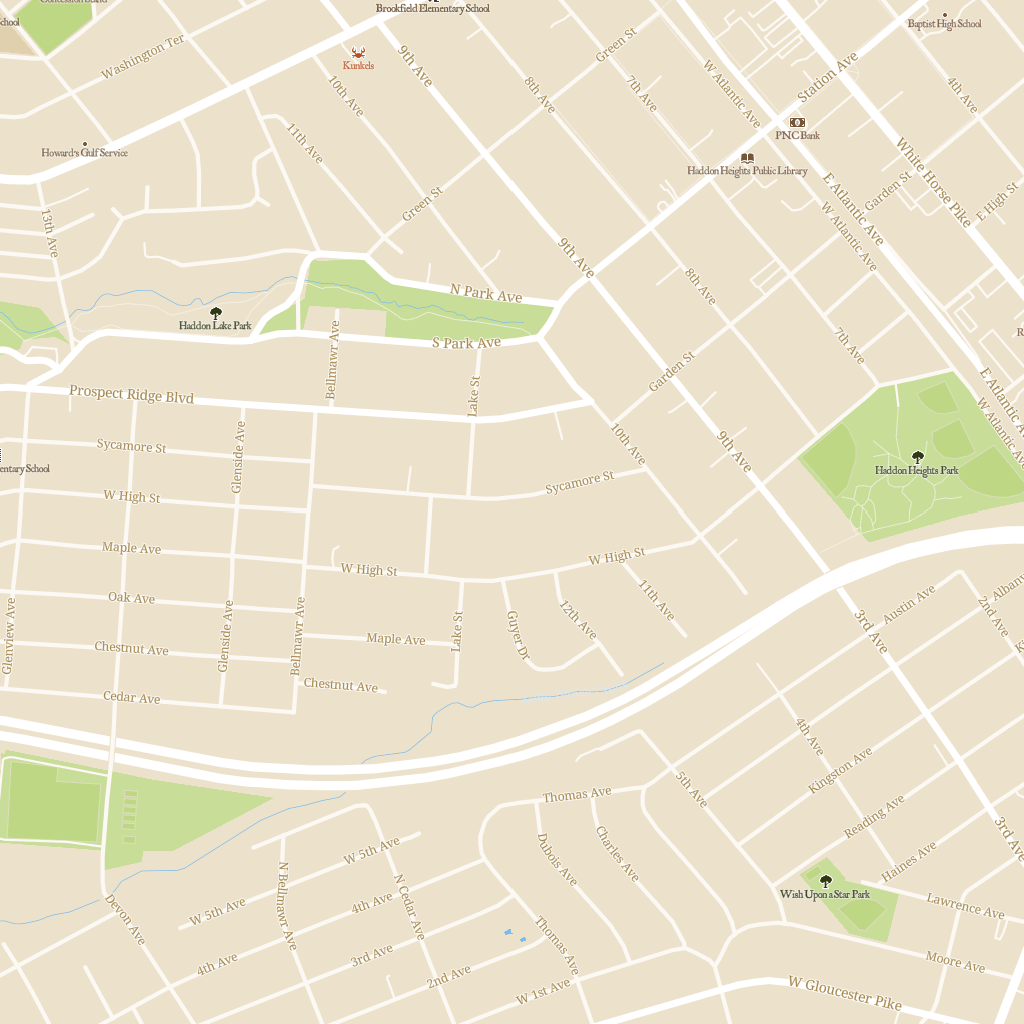 Concession Stand
Brookfield Elementary School
School
Washington Ter
Kunkels
10th Ave
9th Ave
Green St
8th Ave
7th Ave
W Atlantic Ave
Station Ave
Baptist High School
4th Ave
PNC Bank
Howard's Gulf Service
11th Ave
Haddon Heights Public Library
White Horse Pike
Garden St
E High St
E Atlantic Ave
W Atlantic Ave
13th Ave
Green St
9th Ave
8th Ave
N Park Ave
Haddon Lake Park
S Park Ave
Bellmawr Ave
7th Ave
Garden St
Lake St
Prospect Ridge Blvd
E Atlantic A
W Atlantic Ave
Sycamore St
Glenside Ave
10th Ave
9th Ave
Haddon Heights Park
entary School
Sycamore St
W High St
Maple Ave
W High St
W High St
Oak Ave
11th Ave
12th Ave
Austin Ave
2nd Ave
Albany
3rd Ave
Glenview Ave
Glenside Ave
Bellmawr Ave
Maple Ave
Lake St
Guyer Dr
Chestnut Ave
Chestnut Ave
Cedar Ave
4th Ave
Kingston Ave
5th Ave
Thomas Ave
Reading Ave
3rd Ave
Haines Ave
Dubois Ave
Charles Ave
W 5th Ave
Wish Upon a Star Park
Lawrence Ave
N Bellmawr Ave
N Cedar Ave
4th Ave
W 5th Ave
Devon Ave
Thomas Ave
3rd Ave
4th Ave
2nd Ave
W 1st Ave
Moore Ave
W Gloucester Pike